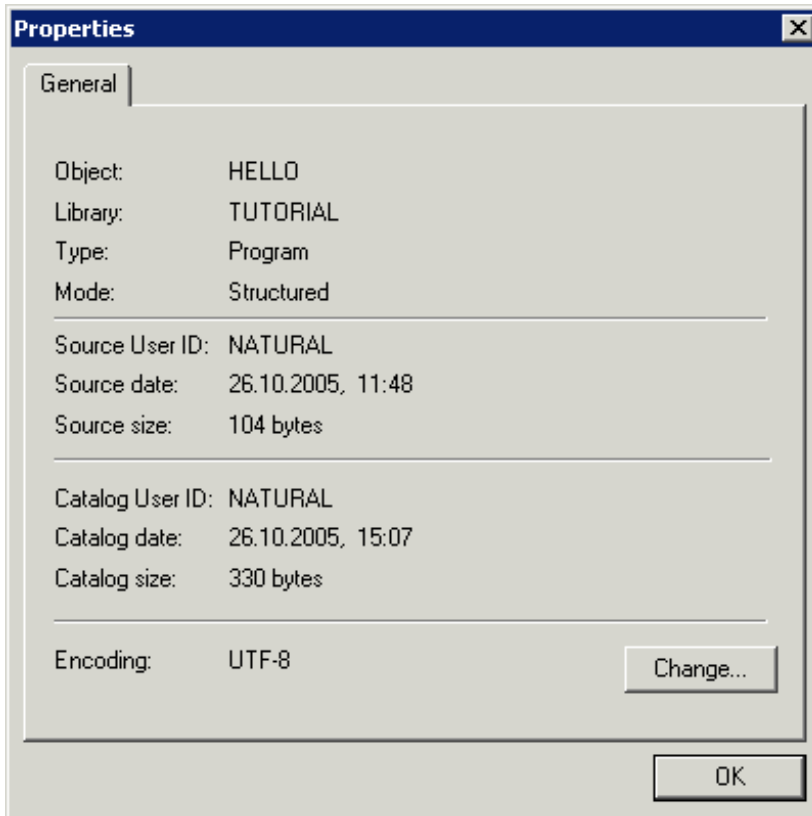 Properties
General
Object: HELLO
Library: TUTORIAL
Type: Program
Mode: Structured
Source User ID: NATURAL
Source date: 26.10.2005, 11:48
Source size: 104 bytes
Catalog User ID: NATURAL
Catalog date: 26.10.2005, 15:07
Catalog size: 330 bytes
Encoding: UTF-8 Change...
OK